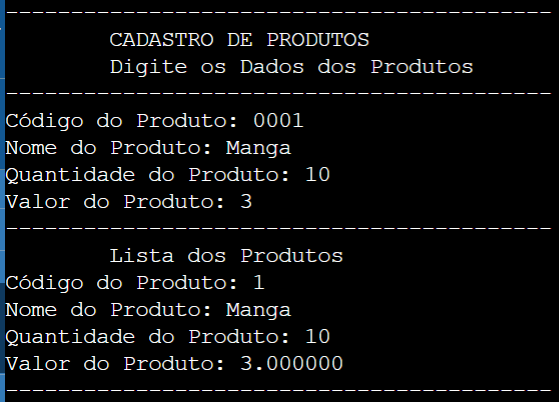 ------------------------------------------
CADASTRO DE PRODUTOS
Digite os Dados dos Produtos
------------------------------------------
Código do Produto: 0001
Nome do Produto: Manga
Quantidade do Produto: 10
Valor do Produto: 3
------------------------------------------
Lista dos Produtos
Código do Produto: 1
Nome do Produto: Manga
Quantidade do Produto: 10
Valor do Produto: 3.000000
------------------------------------------